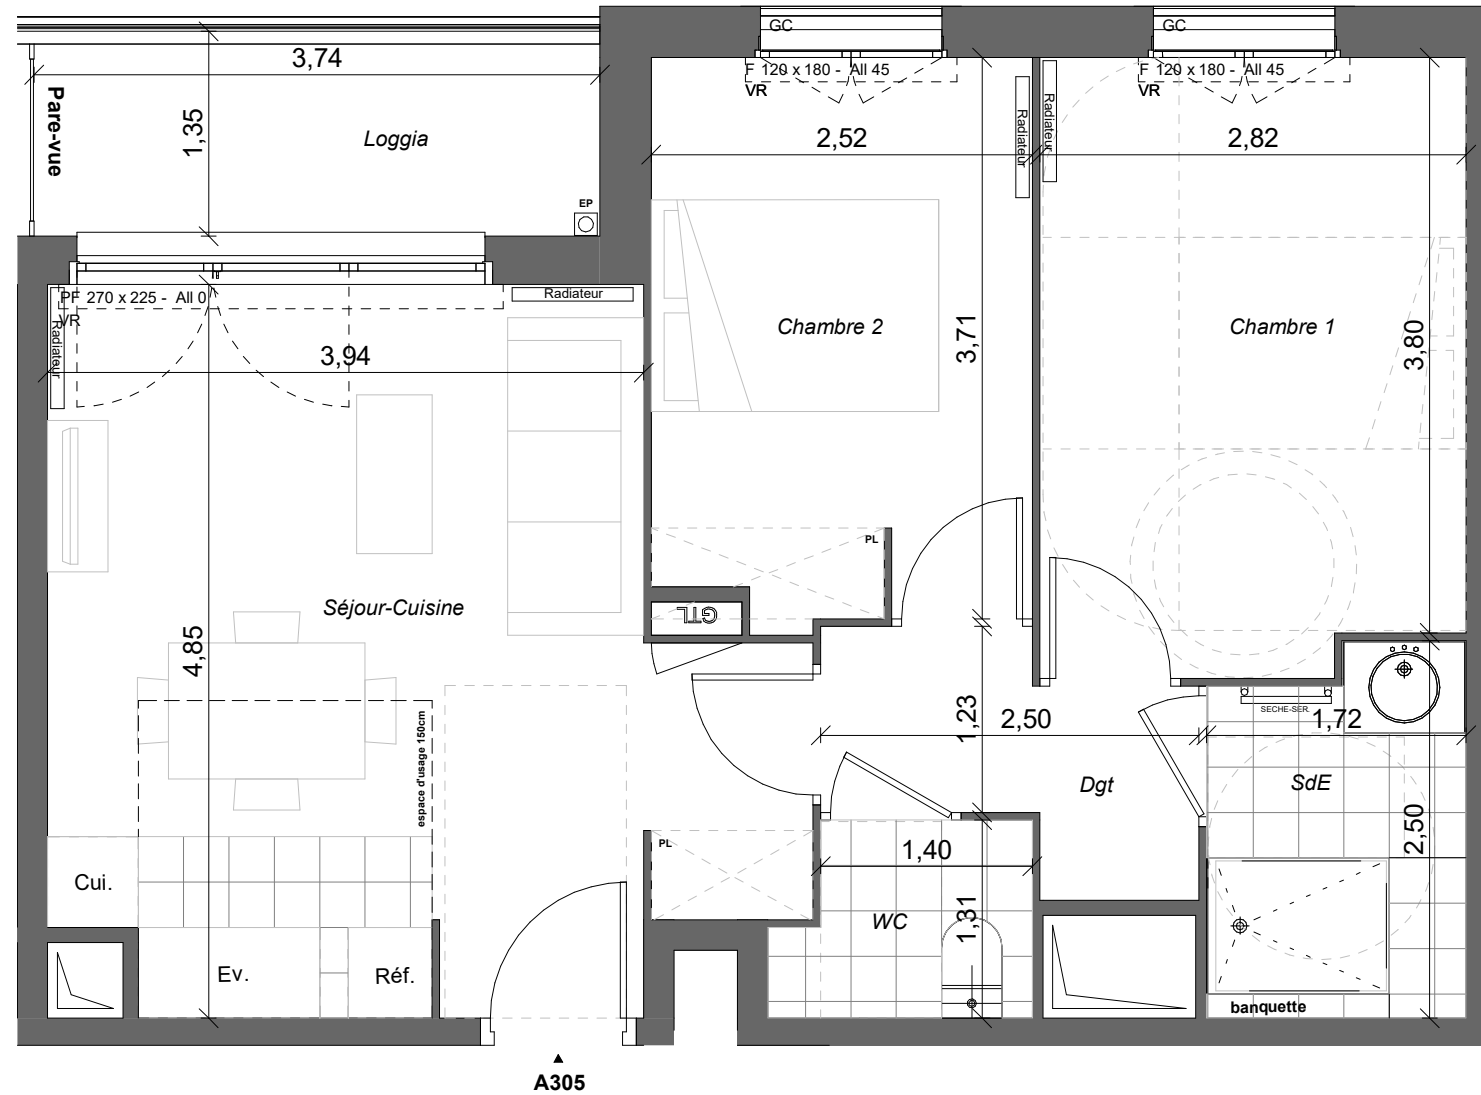 GC
GC
3,74
F 120 x 180 - All 45
VR
F 120 x 180 - All 45
VR
Pare-vue
1,35
Loggia
2,52
Radiateur
Radiateur
2,82
EP
PF 270 x 225 - All 0
VR
Radiateur
Radiateur
3,94
Chambre 2
3,71
Chambre 1
3,80
PL
Séjour-Cuisine
GTL
4,85
espace d'usage 150cm
1,23
2,50
SECHE-SER.
1,72
Dgt
SdE
PL
1,40
2,50
Cui.
WC
1,31
Ev.
Réf.
banquette
A305